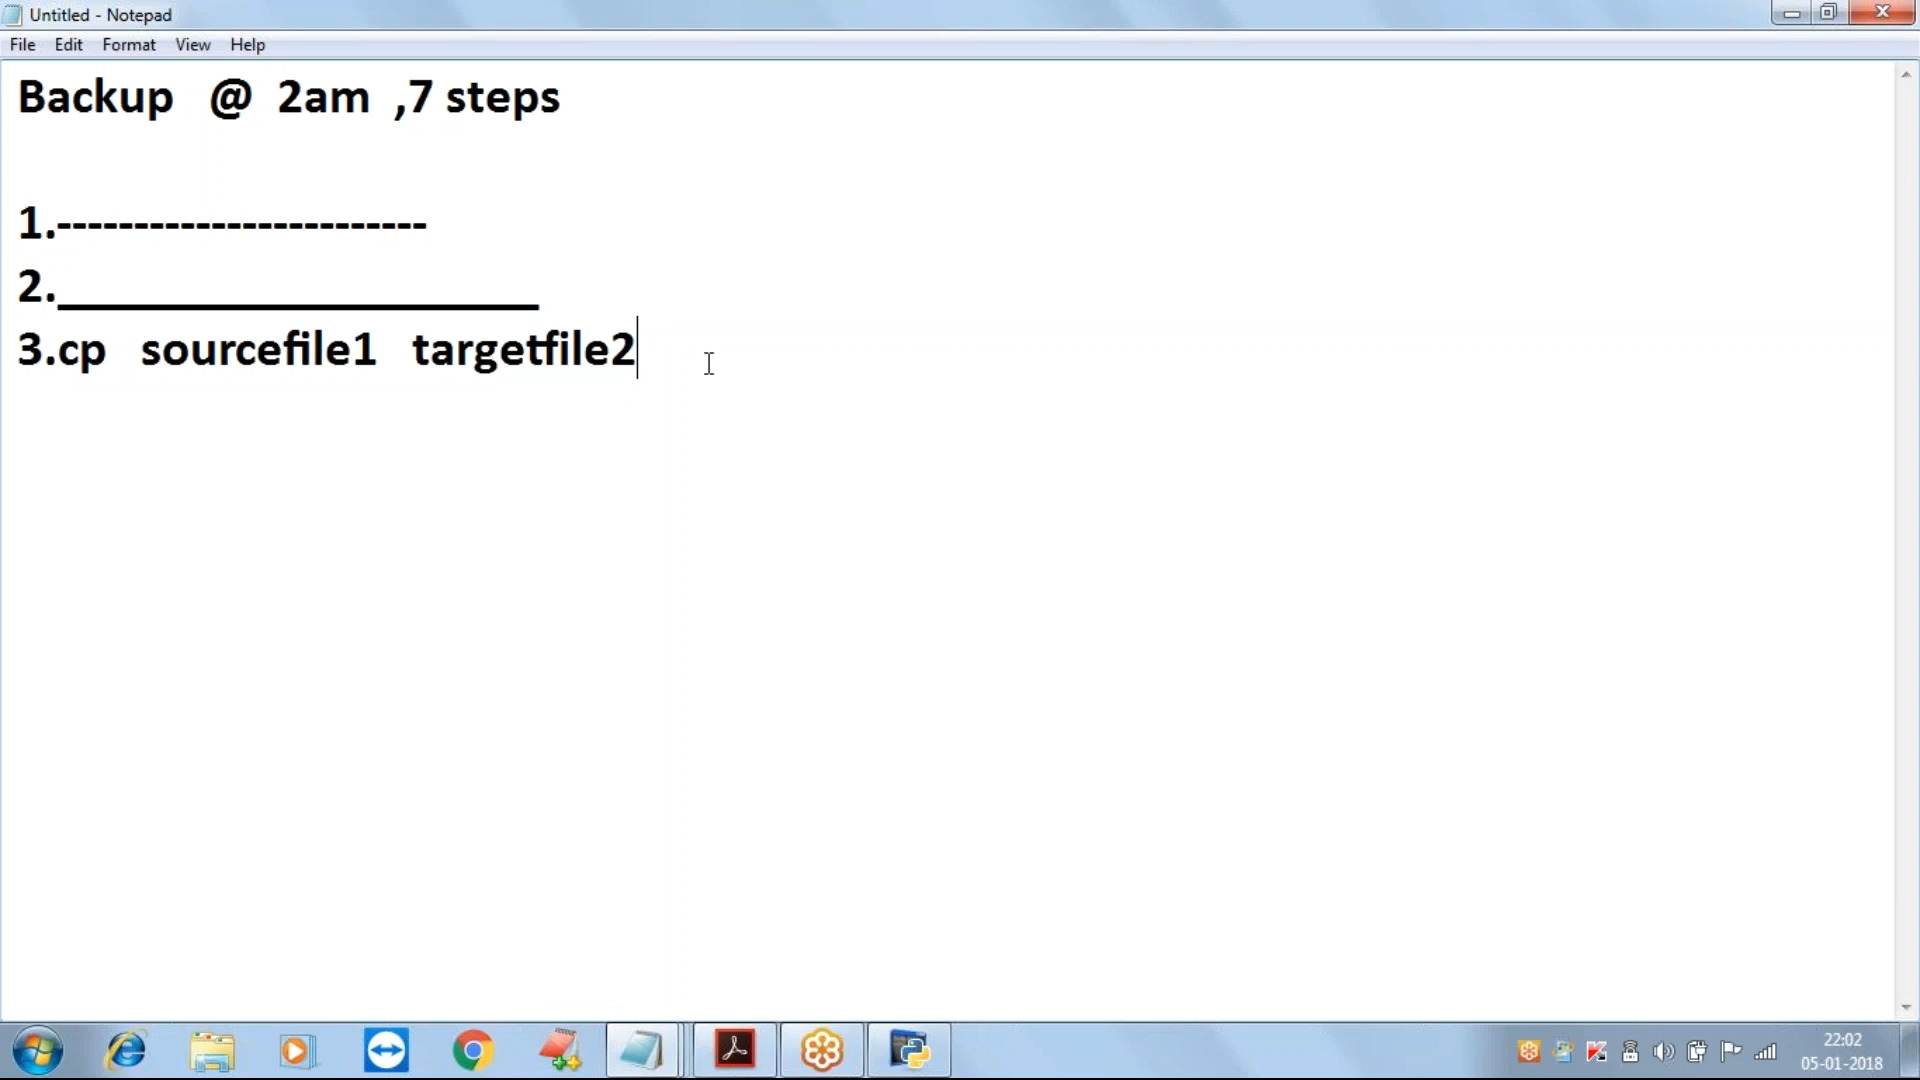 Untitled - Notepad
File Edit Format View Help
Backup @ 2am ,7 steps
1.------------------------
2.____________________
3.cp sourcefile1 targetfile2
22:02
05-01-2018